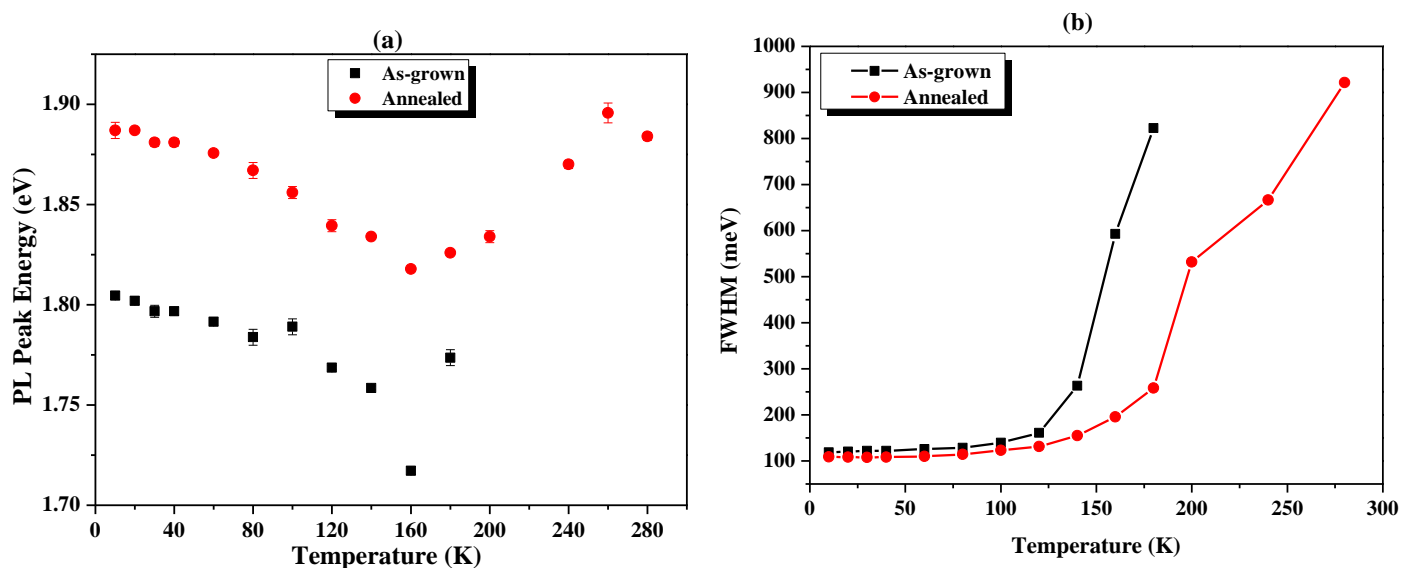 (a)
As-grown
Annealed
PL Peak Energy (eV)
1.90
1.85
1.80
1.75
1.70
0 40 80 120 160 200 240 280
Temperature (K)
(b)
As-grown
Annealed
FWHM (meV)
1000
900
800
700
600
500
400
300
200
100
0 50 100 150 200 250 300
Temperature (K)